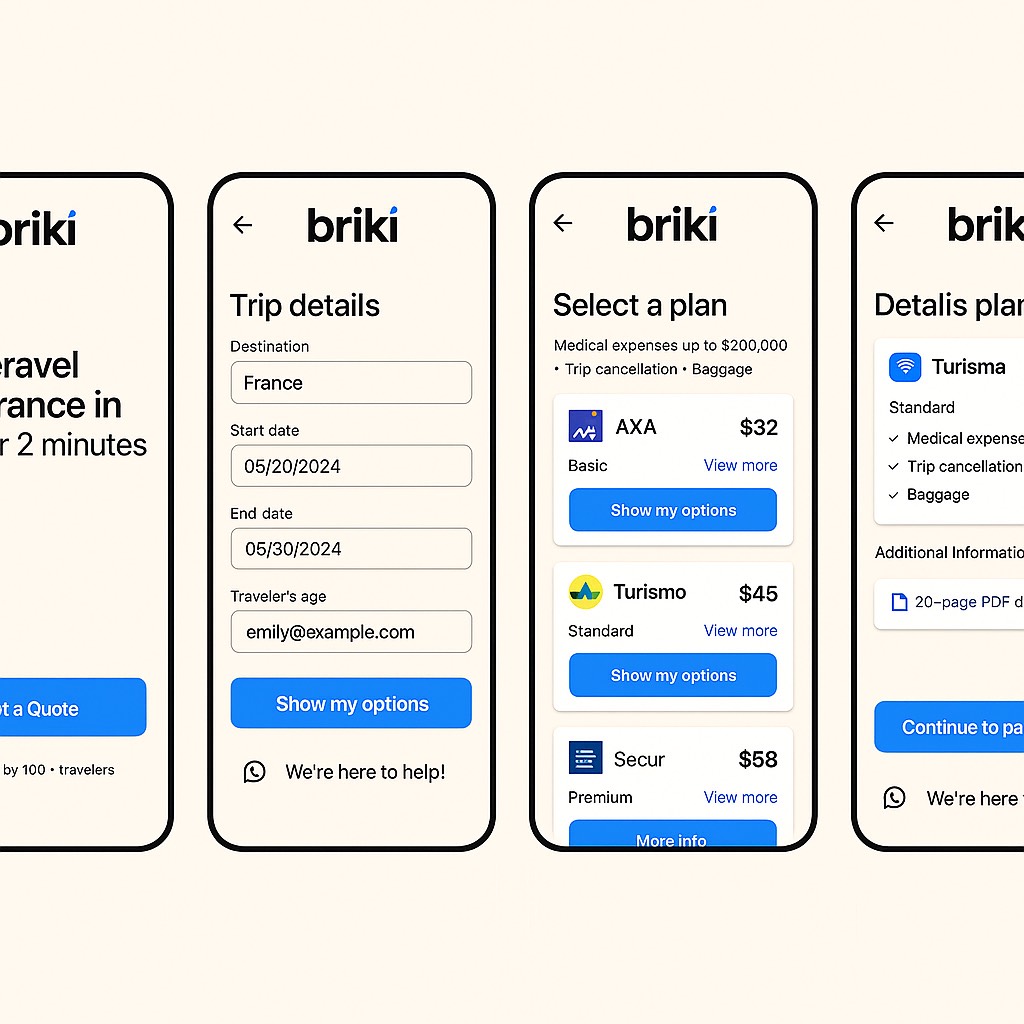 briki
eravel
rance in
r 2 minutes
t a Quote
by 100 • travelers
←
briki
Trip details
Destination
France
Start date
05/20/2024
End date
05/30/2024
Traveler's age
emily@example.com
Show my options
We're here to help!
←
briki
Select a plan
Medical expenses up to $200,000
• Trip cancellation • Baggage
AXA
$32
Basic
View more
Show my options
Turismo
$45
Standard
View more
Show my options
Secur
$58
Premium
View more
More info
←
brik
Detalis plan
Turisma
Standard
✓ Medical expense
✓ Trip cancellation
✓ Baggage
Additional Informatio
20–page PDF d
Continue to pa
We're here